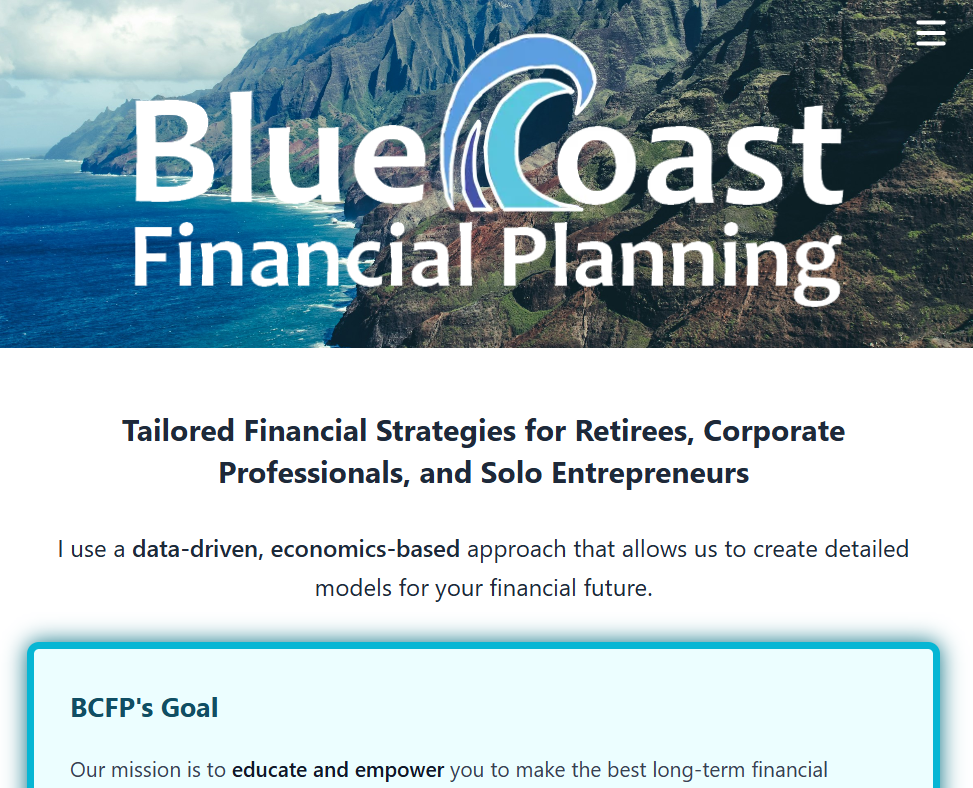 Blue Coast
Financial Planning
Tailored Financial Strategies for Retirees, Corporate
Professionals, and Solo Entrepreneurs
I use a data-driven, economics-based approach that allows us to create detailed
models for your financial future.
BCFP's Goal
Our mission is to educate and empower you to make the best long-term financial